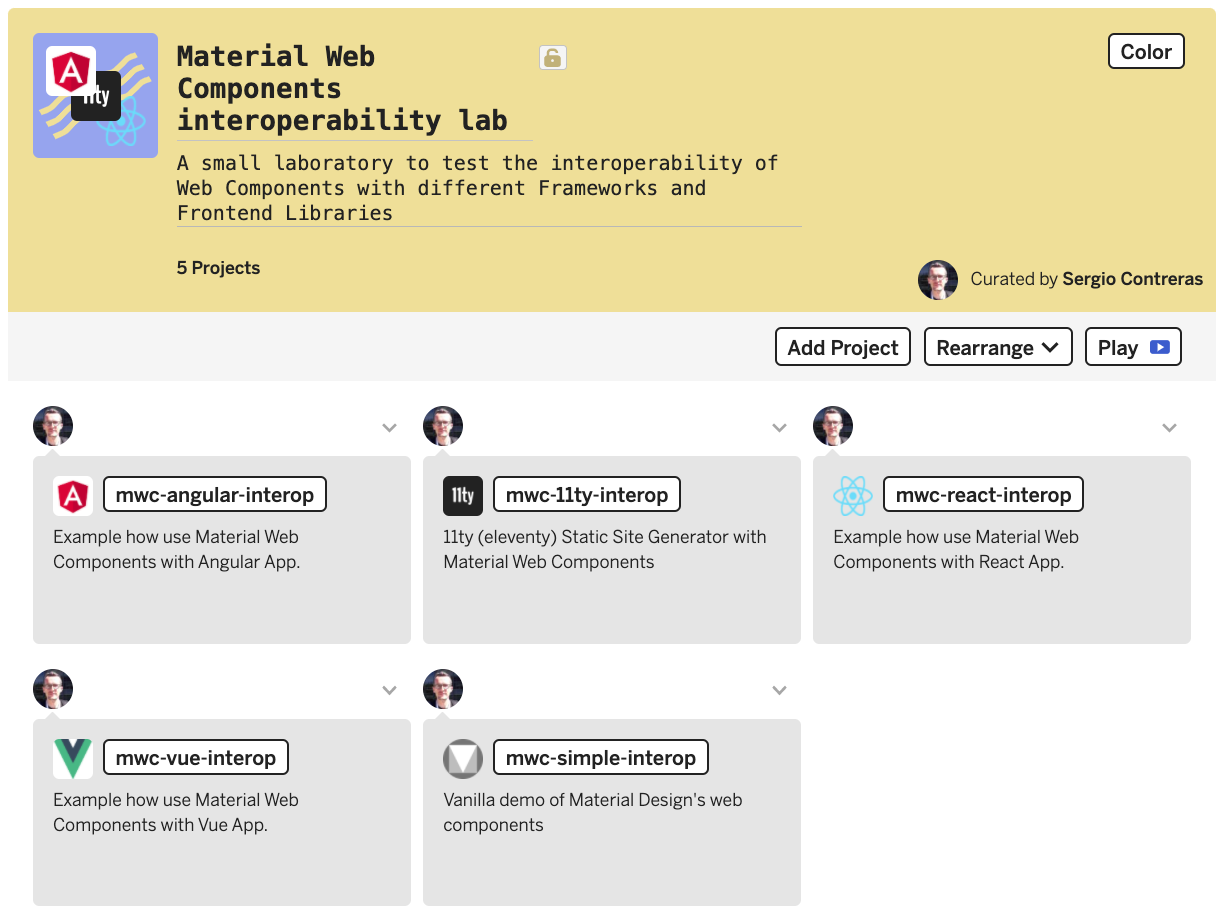 Material Web
Components
interoperability lab
Color
11ty
A small laboratory to test the interoperability of
Web Components with different Frameworks and
Frontend Libraries
5 Projects
Curated by Sergio Contreras
Add Project
Rearrange
Play
mwc-angular-interop
Example how use Material Web
Components with Angular App.
11ty
mwc-11ty-interop
11ty (eleventy) Static Site Generator with
Material Web Components
mwc-react-interop
Example how use Material Web
Components with React App.
mwc-vue-interop
Example how use Material Web
Components with Vue App.
mwc-simple-interop
Vanilla demo of Material Design's web
components